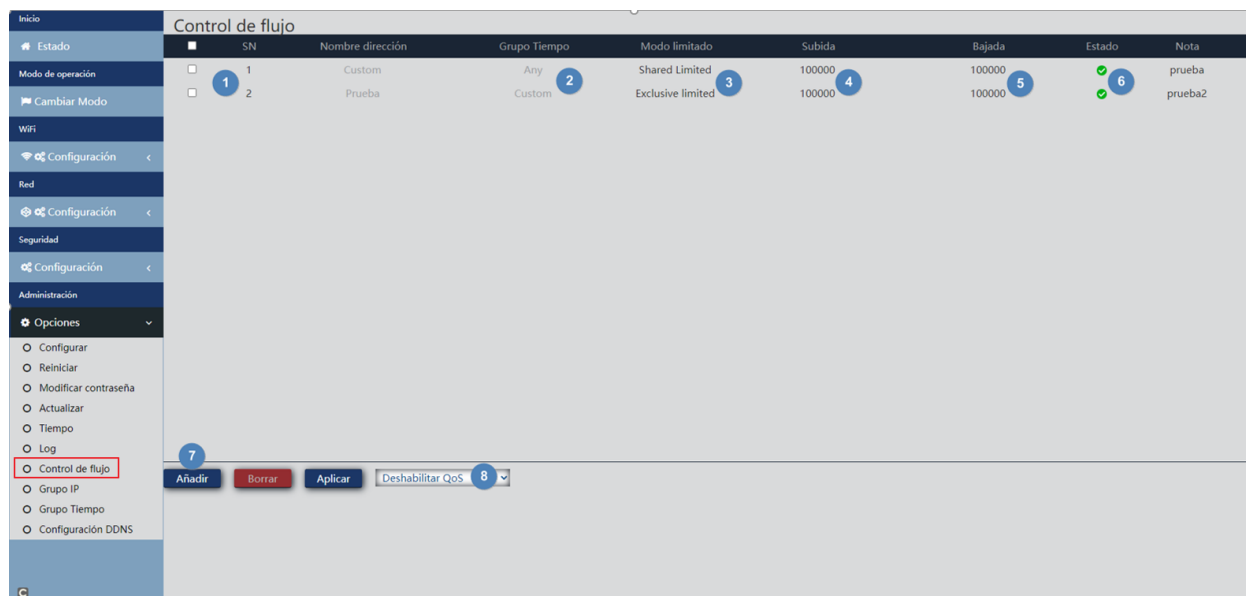 Inicio
Estado
Modo de operación
Cambiar Modo
WiFi
Configuración
Red
Configuración
Seguridad
Configuración
Administración
Opciones
Configurar
Reiniciar
Modificar contraseña
Actualizar
Tiempo
Log
Control de flujo
Grupo IP
Grupo Tiempo
Configuración DDNS
Control de flujo
SN Nombre dirección Grupo Tiempo Modo limitado Subida Bajada Estado Nota
1 Custom Any Shared Limited 100000 100000 prueba
1 2 3 4 5 6
2 Prueba Custom Exclusive limited 100000 100000 prueba2
7
Añadir Borrar Aplicar Deshabilitar QoS 8